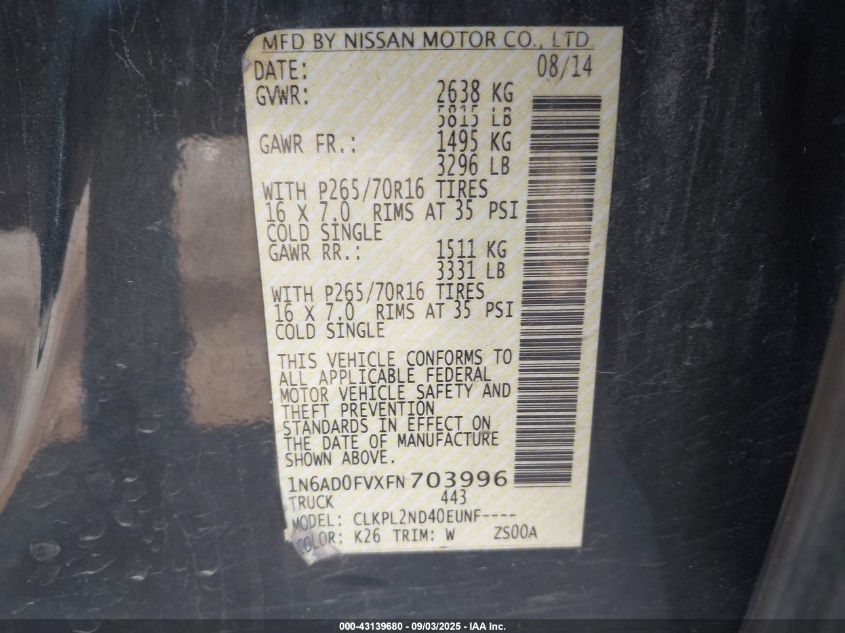 MFD BY NISSAN MOTOR CO., LTD.
DATE: 08/14
GVWR: 2638 KG
5815 LB
GAWR FR.: 1495 KG
3296 LB
WITH P265/70R16 TIRES
16 X 7.0 RIMS AT 35 PSI
COLD SINGLE
GAWR RR.: 1511 KG
3331 LB
WITH P265/70R16 TIRES
16 X 7.0 RIMS AT 35 PSI
COLD SINGLE
THIS VEHICLE CONFORMS TO
ALL APPLICABLE FEDERAL
MOTOR VEHICLE SAFETY AND
THEFT PREVENTION
STANDARDS IN EFFECT ON
THE DATE OF MANUFACTURE
SHOWN ABOVE.
1N6AD0FVXFN703996
TRUCK 443
MODEL: CLKPL2ND40EUNF----
COLOR: K26 TRIM: W ZS00A
000-43139680 - 09/03/2025 - IAA Inc.